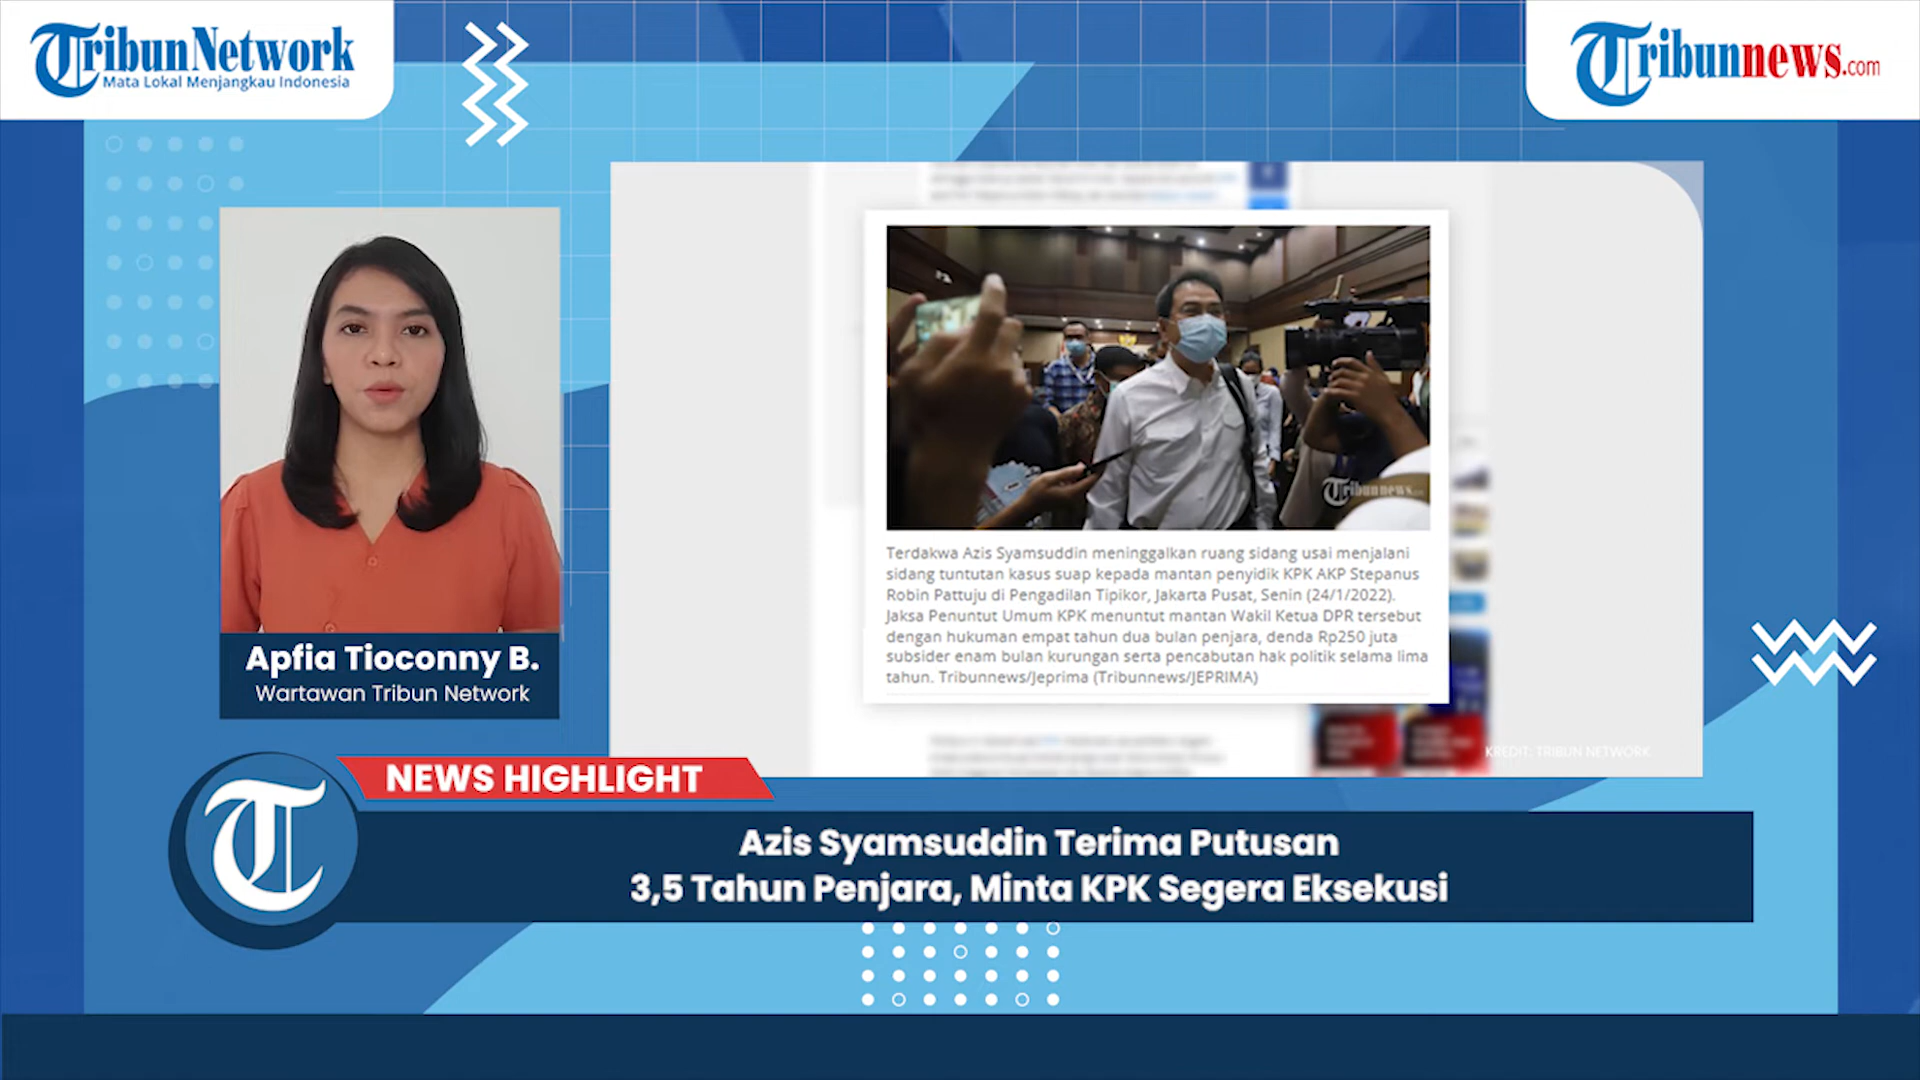 Tribun Network
Mata Lokal Menjangkau Indonesia
Tribunnews.com
Tribunnews.com
Terdakwa Azis Syamsuddin meninggalkan ruang sidang usai menjalani
sidang tuntutan kasus suap kepada mantan penyidik KPK AKP Stepanus
Robin Pattuju di Pengadilan Tipikor, Jakarta Pusat, Senin (24/1/2022).
Jaksa Penuntut Umum KPK menuntut mantan Wakil Ketua DPR tersebut
dengan hukuman empat tahun dua bulan penjara, denda Rp250 juta
subsider enam bulan kurungan serta pencabutan hak politik selama lima
tahun. Tribunnews/Jeprima (Tribunnews/JEPRIMA)
Apfia Tioconny B.
Wartawan Tribun Network
KREDIT: TRIBUN NETWORK
NEWS HIGHLIGHT
T
Azis Syamsuddin Terima Putusan
3,5 Tahun Penjara, Minta KPK Segera Eksekusi